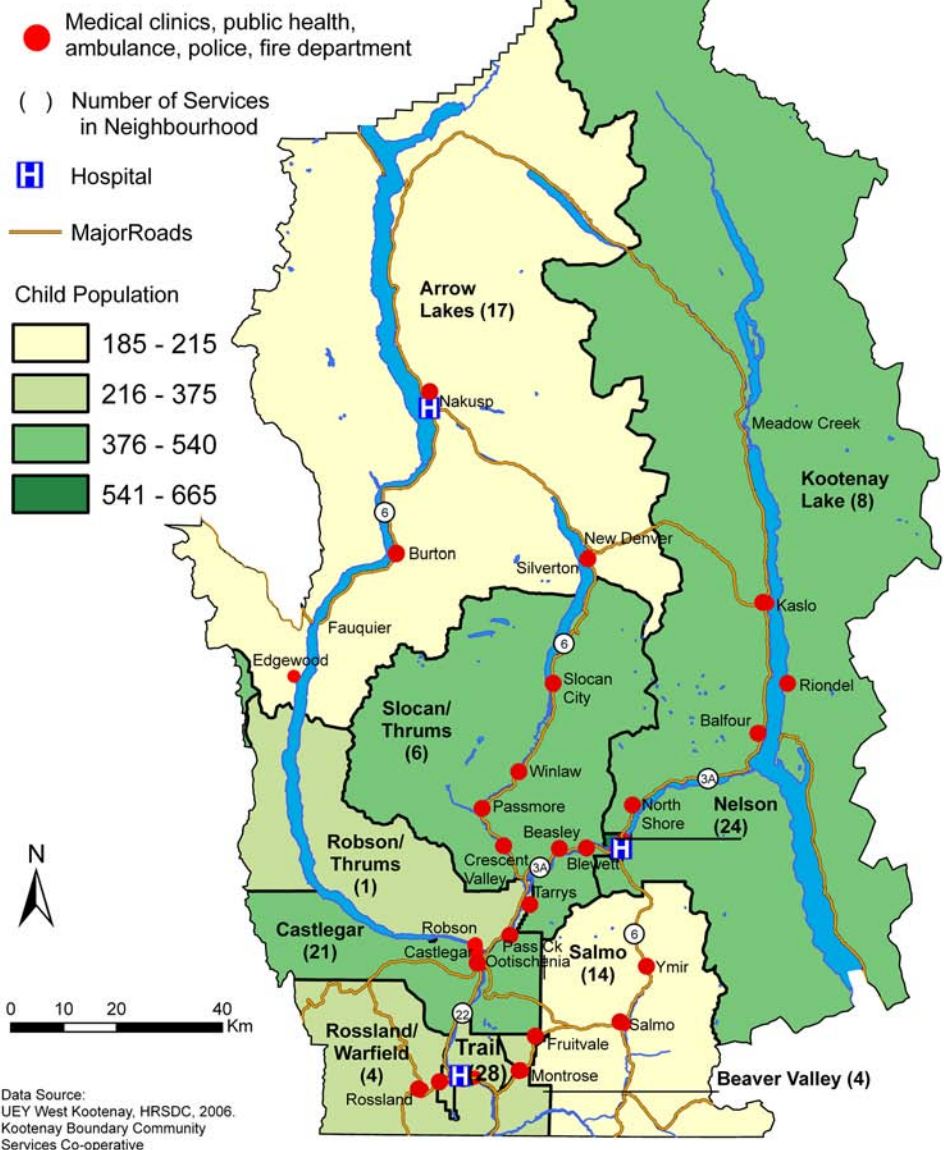 Medical clinics, public health,
ambulance, police, fire department
( ) Number of Services
in Neighbourhood
H Hospital
MajorRoads
Child Population
185 - 215
216 - 375
376 - 540
541 - 665
Arrow
Lakes (17)
Nakusp
Meadow Creek
Kootenay
Lake (8)
6
New Denver
Burton
Silverton
Kaslo
Fauquier
6
Edgewood
Slocan
City
Riondel
Slocan/
Thrums
(6)
Balfour
Winlaw
3A
Passmore
North
Shore
Nelson
(24)
Beasley
Robson/
Thrums
(1)
Crescent
Valley
3A
Blewett
H
Tarrys
N
Castlegar
(21)
Robson
Castlegar
Pass Ck
Ootischenia
6
Salmo
(14)
Ymir
0 20 40
Km
22
Rossland/
Warfield
(4)
Salmo
Fruitvale
Trail
(28)
H
Montrose
Rossland
Beaver Valley (4)
H
Data Source:
UEY West Kootenay, HRSDC, 2006.
Kootenay Boundary Community
Services Co-operative